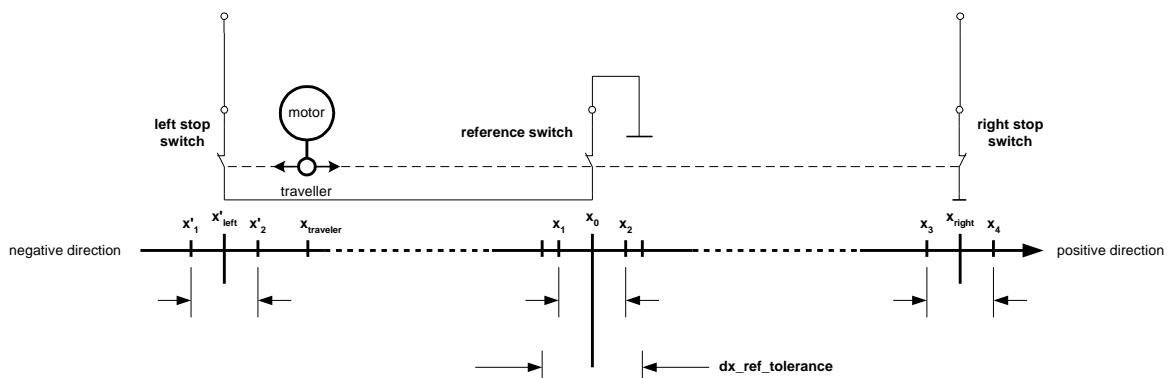 motor
left stop
switch
reference switch
right stop
switch
traveller
x'1
x'left
x'2
xtraveler
x1
x0
x2
x3
xright
x4
negative direction
positive direction
dx_ref_tolerance